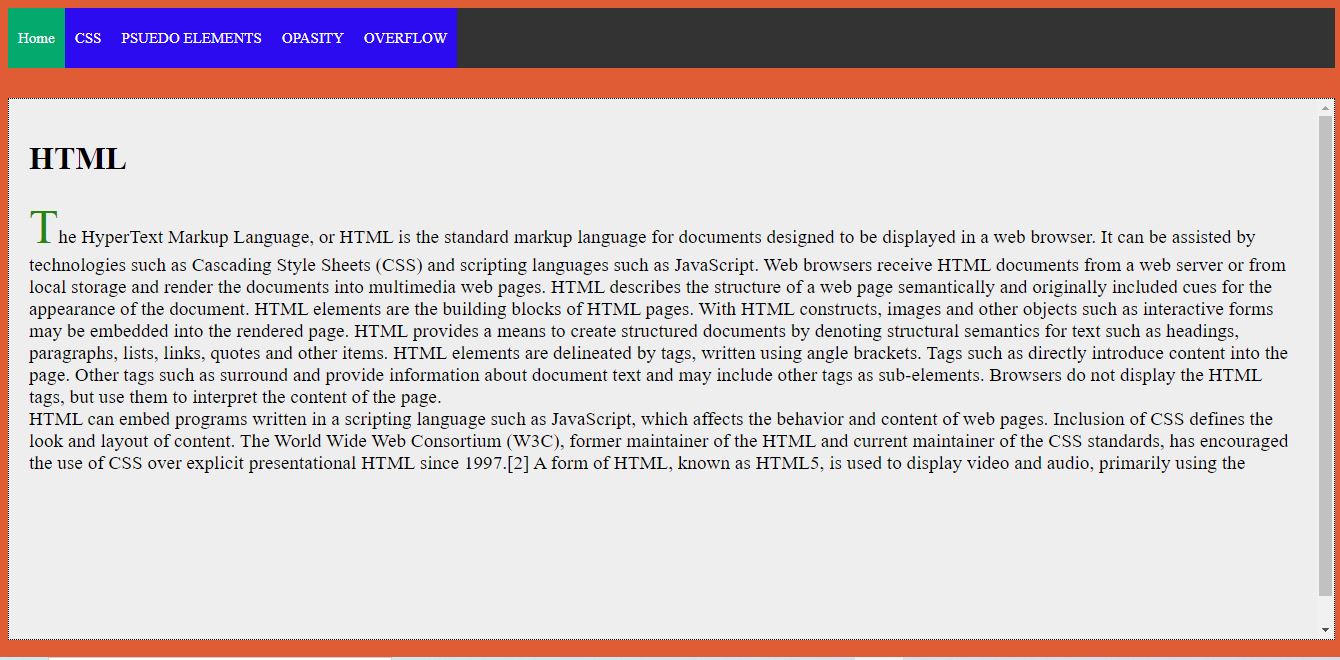 Home CSS PSUEDO ELEMENTS OPASITY OVERFLOW
HTML
The HyperText Markup Language, or HTML is the standard markup language for documents designed to be displayed in a web browser. It can be assisted by
technologies such as Cascading Style Sheets (CSS) and scripting languages such as JavaScript. Web browsers receive HTML documents from a web server or from
local storage and render the documents into multimedia web pages. HTML describes the structure of a web page semantically and originally included cues for the
appearance of the document. HTML elements are the building blocks of HTML pages. With HTML constructs, images and other objects such as interactive forms
may be embedded into the rendered page. HTML provides a means to create structured documents by denoting structural semantics for text such as headings,
paragraphs, lists, links, quotes and other items. HTML elements are delineated by tags, written using angle brackets. Tags such as directly introduce content into the
page. Other tags such as surround and provide information about document text and may include other tags as sub-elements. Browsers do not display the HTML
tags, but use them to interpret the content of the page.
HTML can embed programs written in a scripting language such as JavaScript, which affects the behavior and content of web pages. Inclusion of CSS defines the
look and layout of content. The World Wide Web Consortium (W3C), former maintainer of the HTML and current maintainer of the CSS standards, has encouraged
the use of CSS over explicit presentational HTML since 1997.[2] A form of HTML, known as HTML5, is used to display video and audio, primarily using the